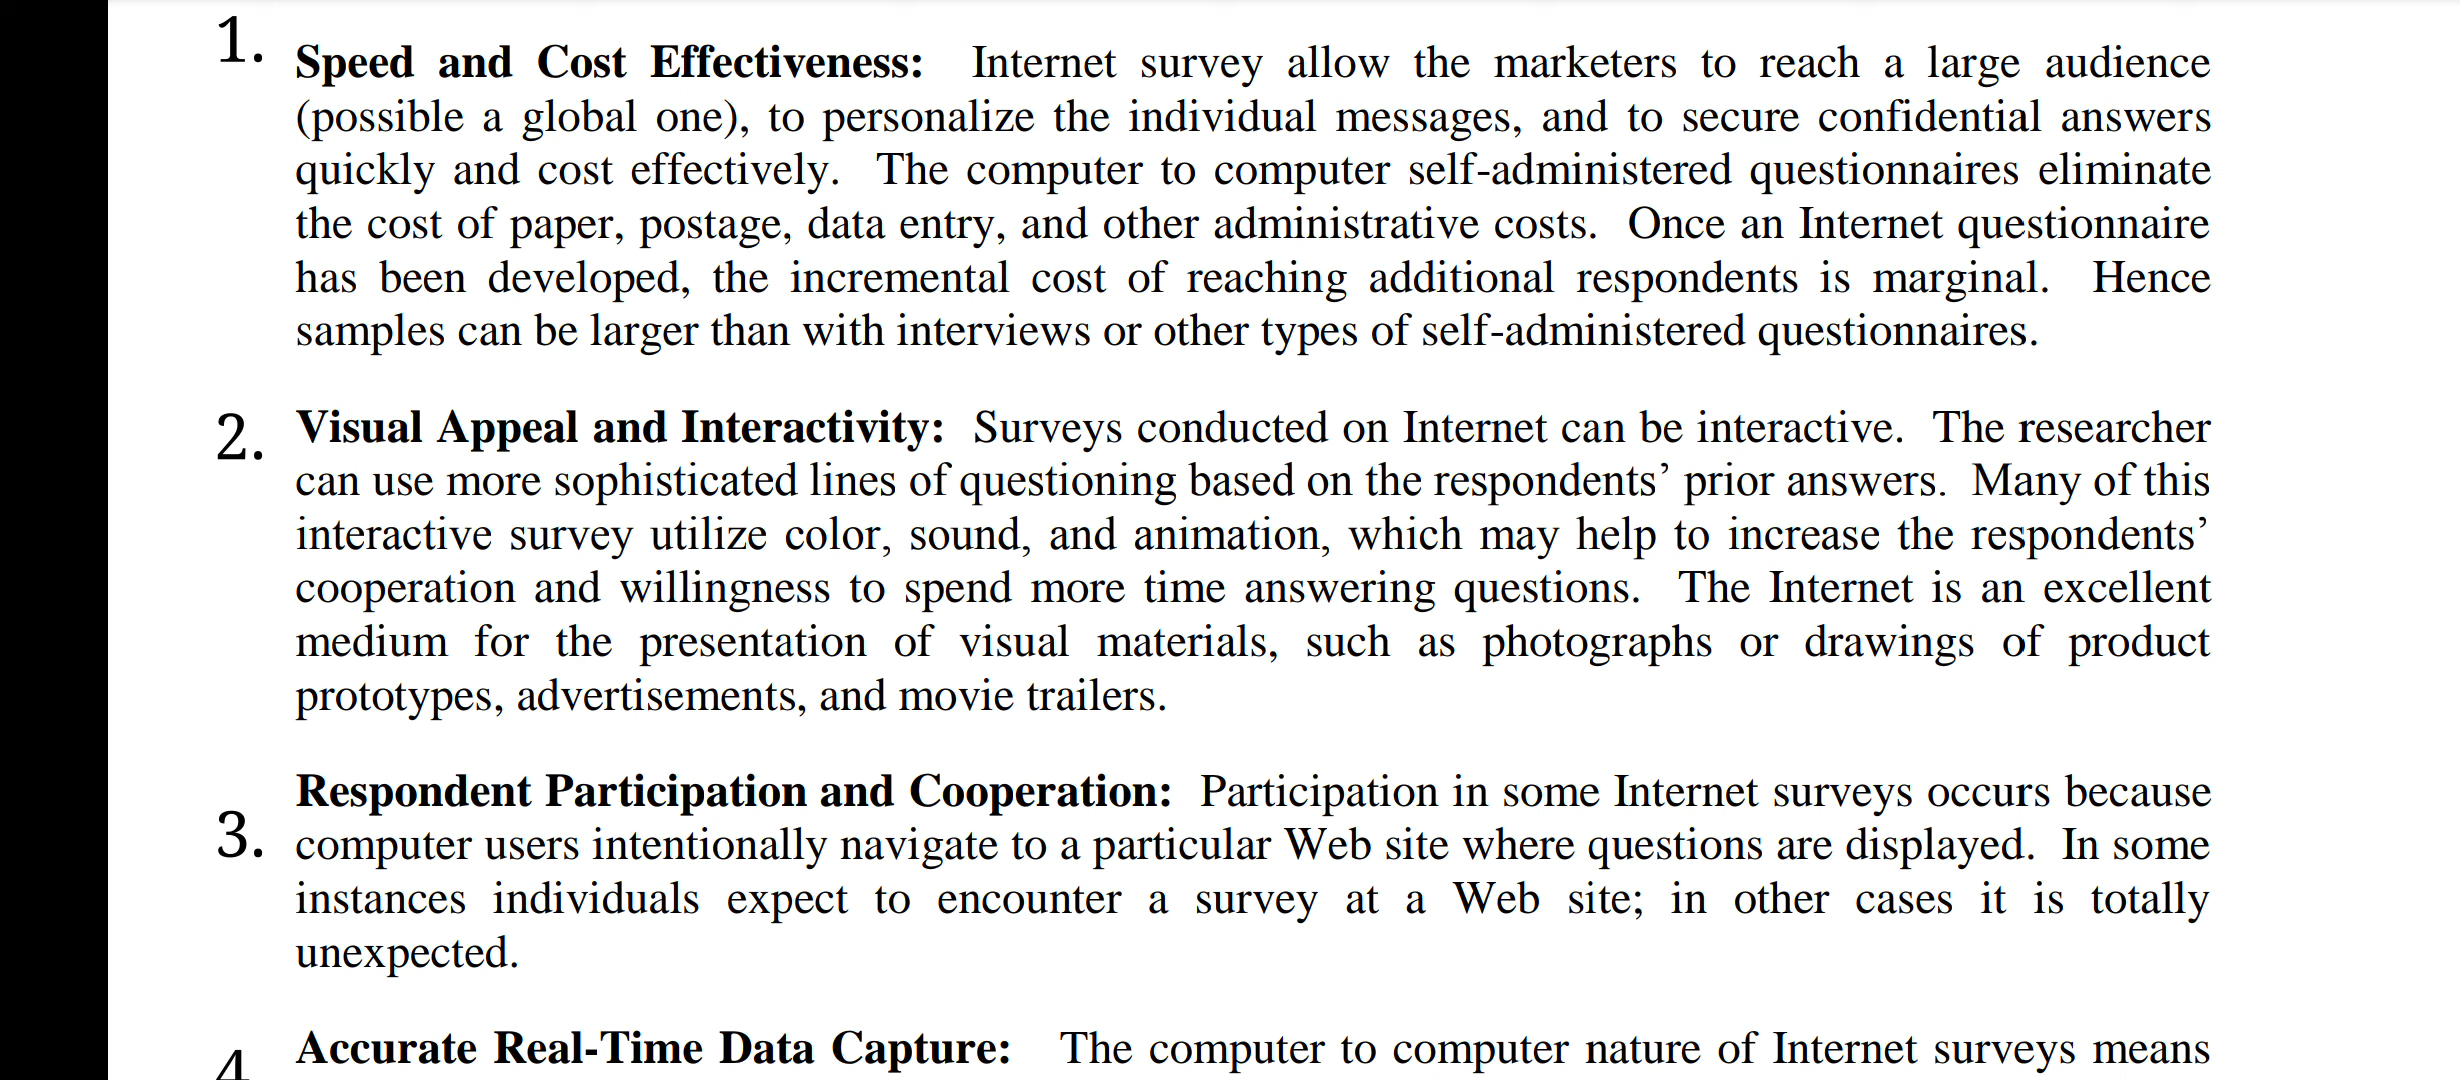 1. Speed and Cost Effectiveness: Internet survey allow the marketers to reach a large audience
(possible a global one), to personalize the individual messages, and to secure confidential answers
quickly and cost effectively. The computer to computer self-administered questionnaires eliminate
the cost of paper, postage, data entry, and other administrative costs. Once an Internet questionnaire
has been developed, the incremental cost of reaching additional respondents is marginal. Hence
samples can be larger than with interviews or other types of self-administered questionnaires.
2. Visual Appeal and Interactivity: Surveys conducted on Internet can be interactive. The researcher
can use more sophisticated lines of questioning based on the respondents’ prior answers. Many of this
interactive survey utilize color, sound, and animation, which may help to increase the respondents’
cooperation and willingness to spend more time answering questions. The Internet is an excellent
medium for the presentation of visual materials, such as photographs or drawings of product
prototypes, advertisements, and movie trailers.
Respondent Participation and Cooperation: Participation in some Internet surveys occurs because
3. computer users intentionally navigate to a particular Web site where questions are displayed. In some
instances individuals expect to encounter a survey at a Web site; in other cases it is totally
unexpected.
4 Accurate Real-Time Data Capture: The computer to computer nature of Internet surveys means